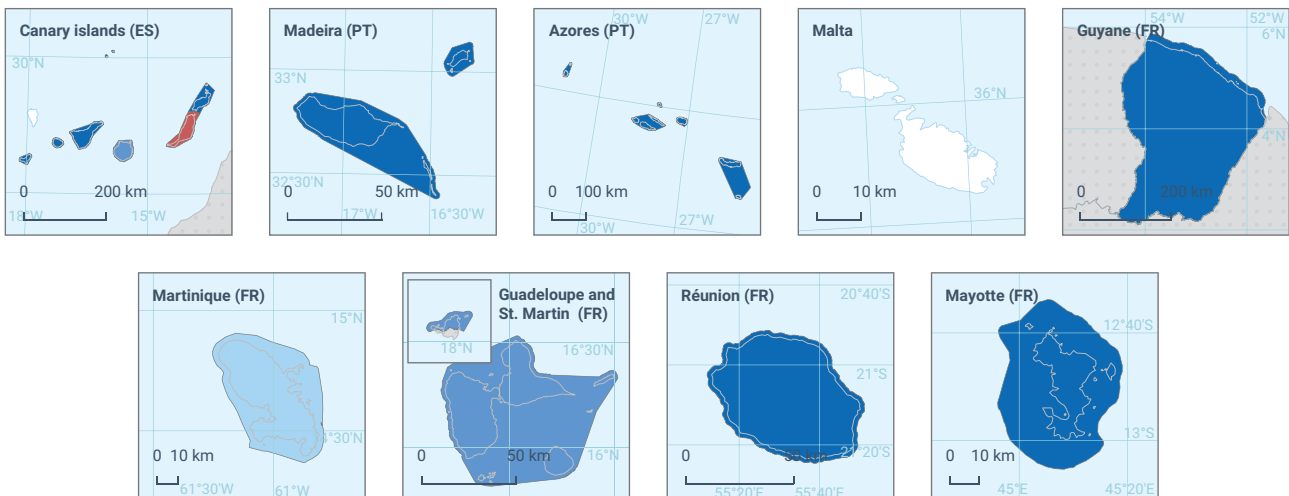 Canary islands (ES)
30°N
0 200 km
18°W 15°W
Madeira (PT)
33°N
32°30'N
0 50 km
17°W 16°30'W
Azores (PT)
30°W 27°W
0 100 km
30°W 27°W
Malta
36°N
0 10 km
Guyane (FR)
54°W 52°W
6°N
4°N
0 200 km
Martinique (FR)
15°N
0 10 km
61°30'W 61°W
Guadeloupe and
St. Martin (FR)
18°N
16°30'N
16°N
0 50 km
Réunion (FR)
20°40'S
21°S
21°20'S
0
55°20'E 55°40'E
Mayotte (FR)
12°40'S
13°S
0 10 km
45°E 45°20'E